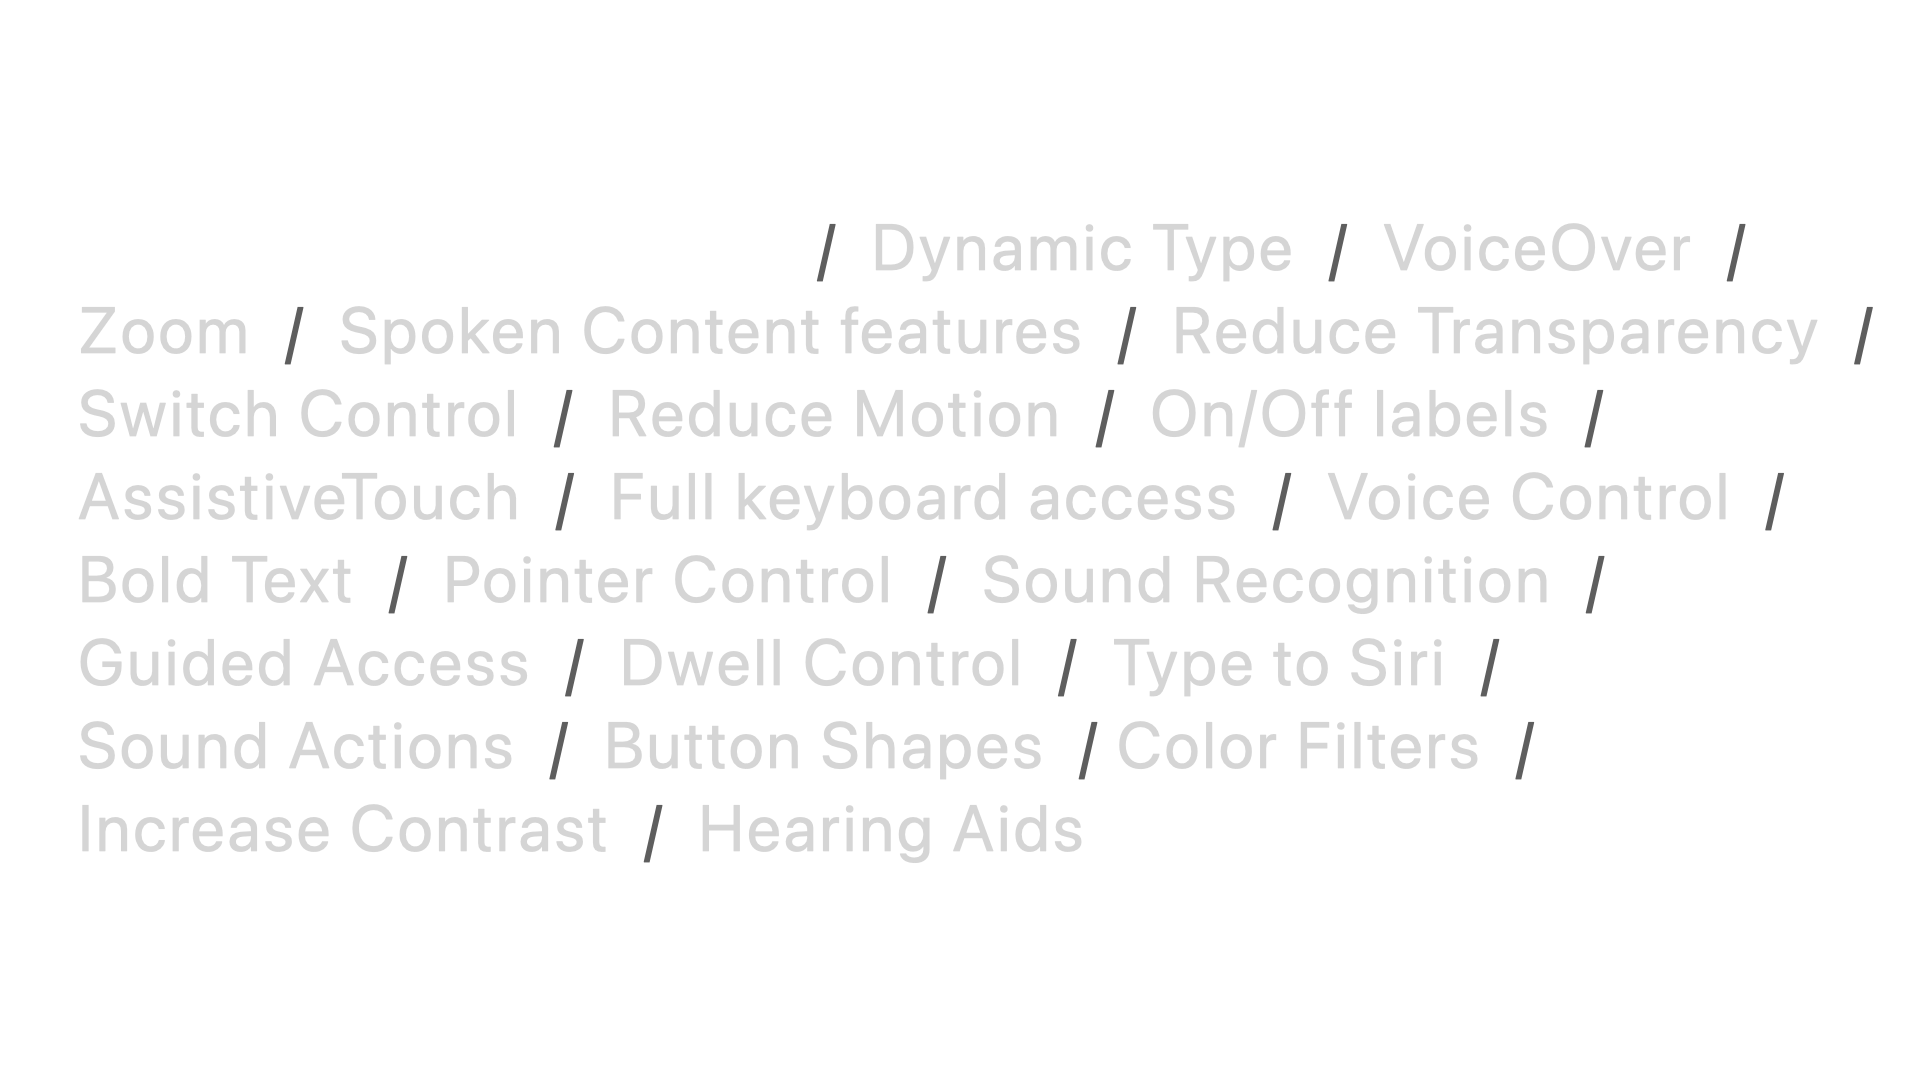 / Dynamic Type / VoiceOver /
Zoom / Spoken Content features / Reduce Transparency /
Switch Control / Reduce Motion / On/Off labels /
AssistiveTouch / Full keyboard access / Voice Control /
Bold Text / Pointer Control / Sound Recognition /
Guided Access / Dwell Control / Type to Siri /
Sound Actions / Button Shapes / Color Filters /
Increase Contrast / Hearing Aids